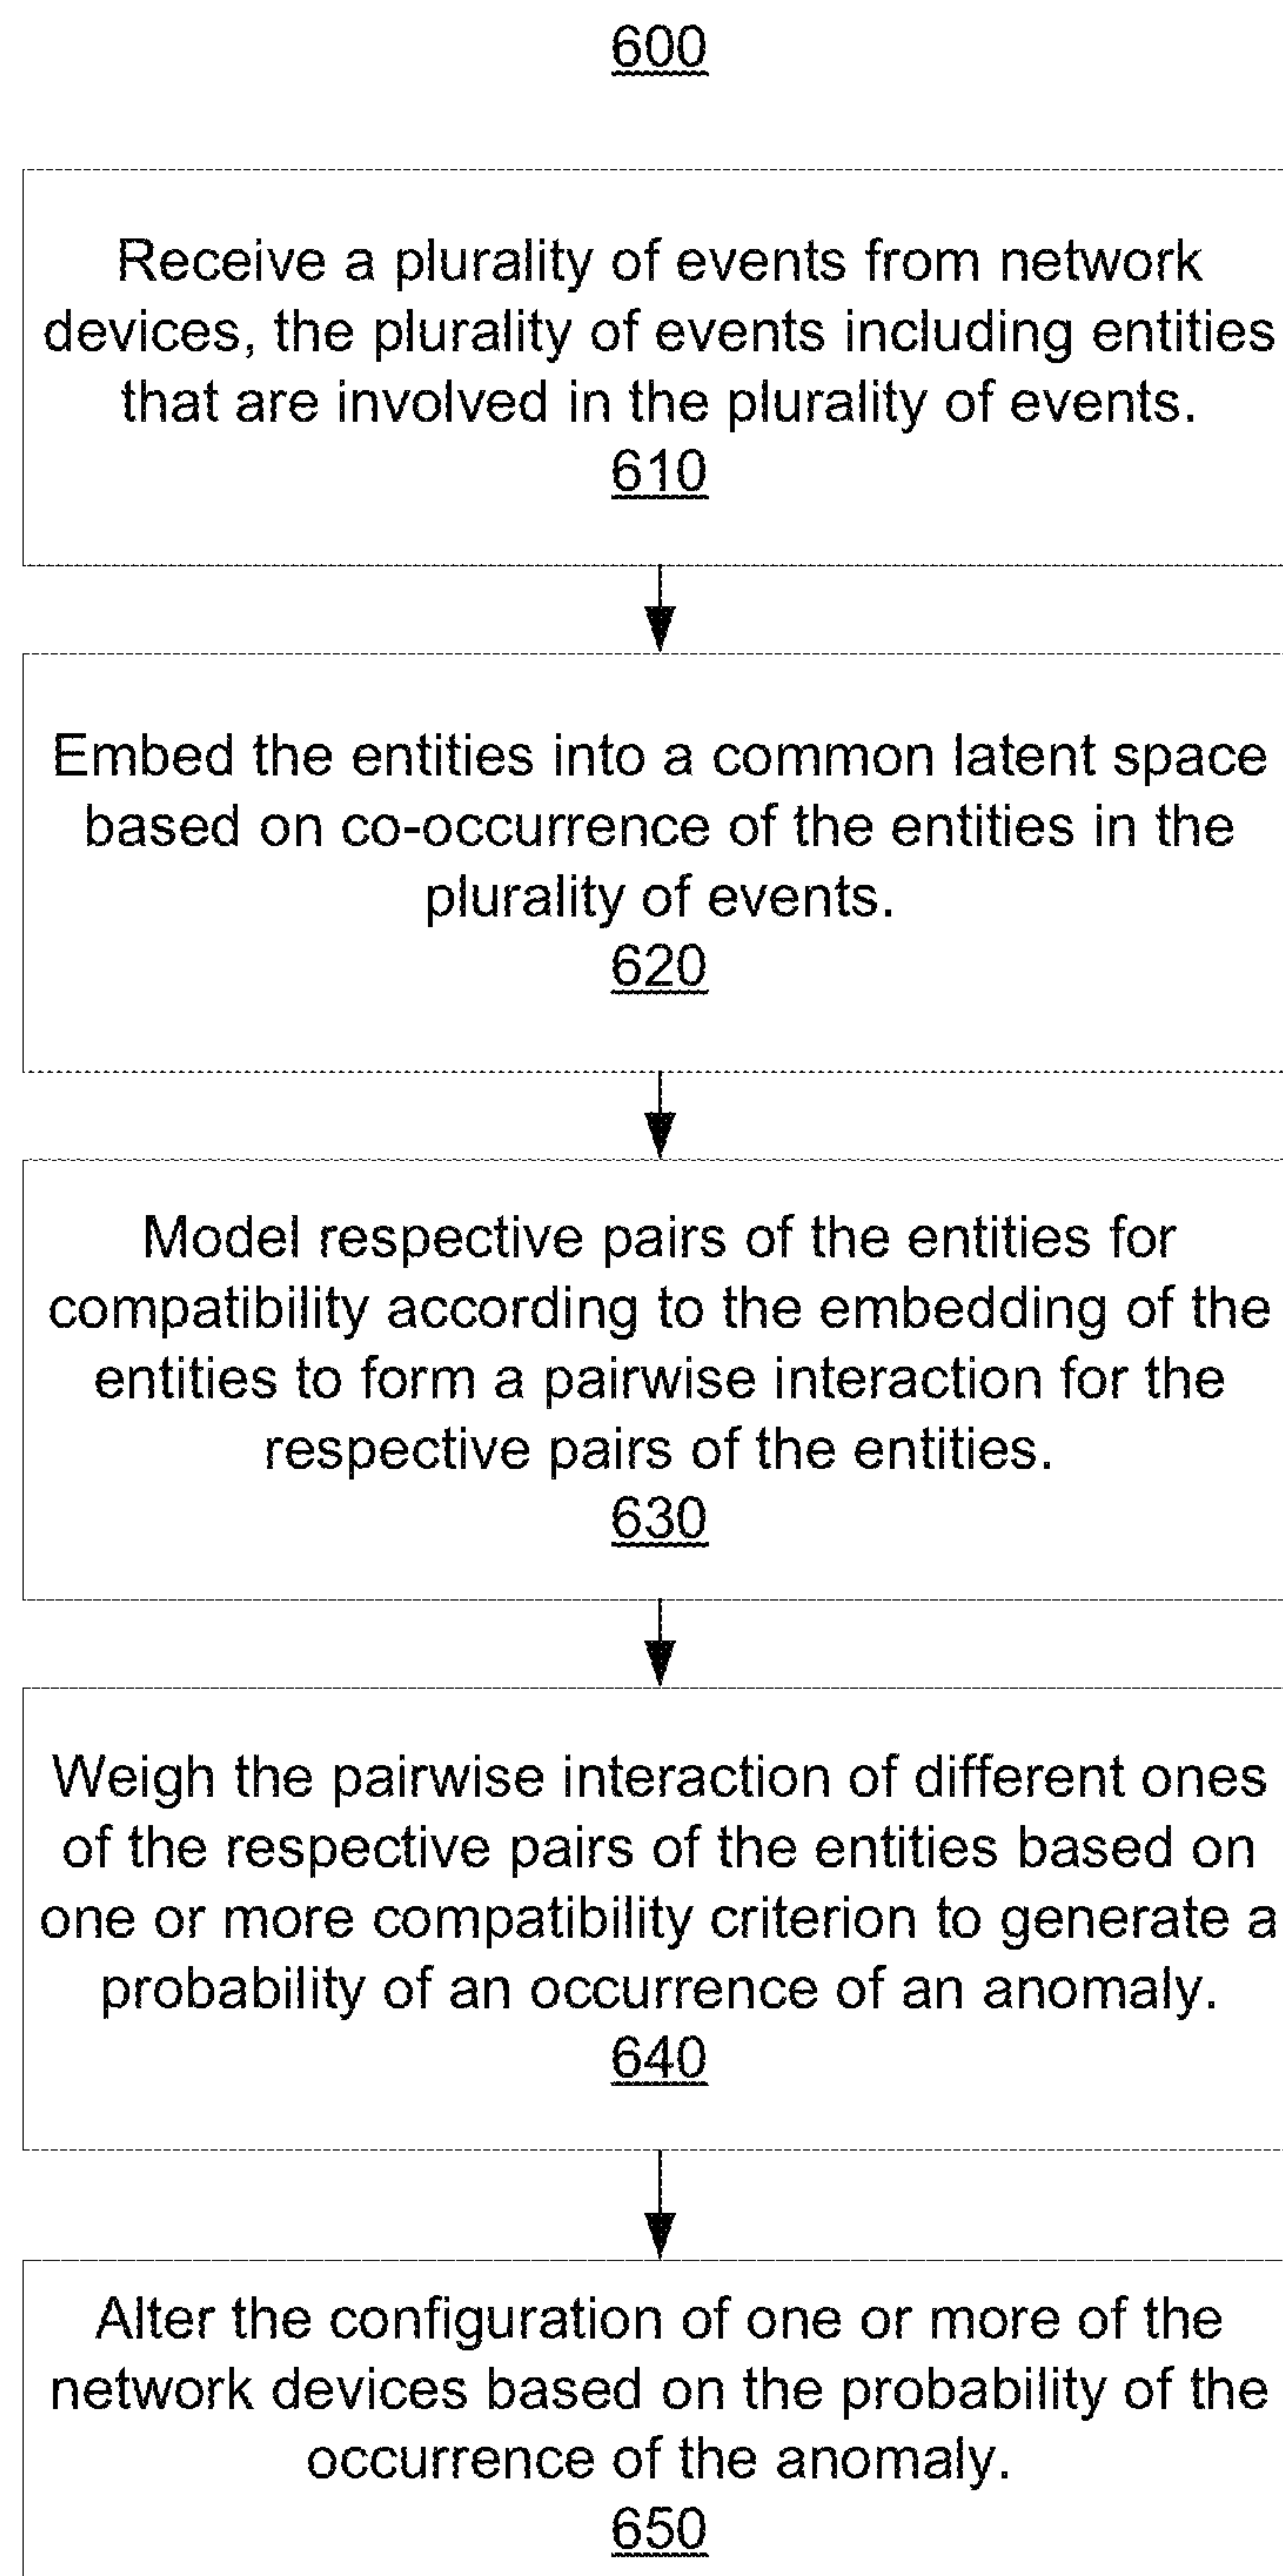 600
Receive a plurality of events from network
devices, the plurality of events including entities
that are involved in the plurality of events.
610
Embed the entities into a common latent space
based on co-occurrence of the entities in the
plurality of events.
620
Model respective pairs of the entities for
compatibility according to the embedding of the
entities to form a pairwise interaction for the
respective pairs of the entities.
630
Weigh the pairwise interaction of different ones
of the respective pairs of the entities based on
one or more compatibility criterion to generate a
probability of an occurrence of an anomaly.
640
Alter the configuration of one or more of the
network devices based on the probability of the
occurrence of the anomaly.
650